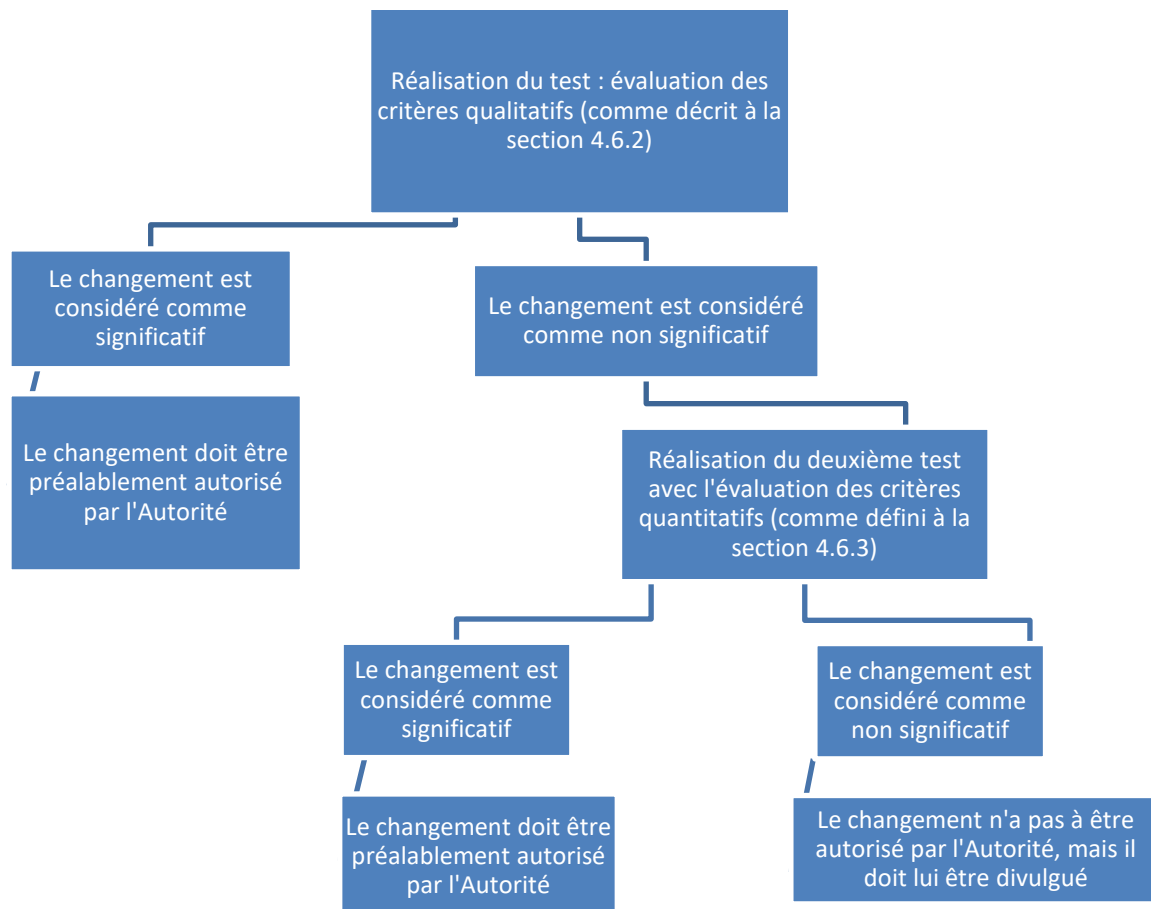 Réalisation du test : évaluation des
critères qualitatifs (comme décrit à la
section 4.6.2)
Le changement est
considéré comme
significatif
Le changement est considéré
comme non significatif
Le changement doit être
préalablement autorisé
par l'Autorité
Réalisation du deuxième test
avec l'évaluation des critères
quantitatifs (comme défini à la
section 4.6.3)
Le changement est
considéré comme
significatif
Le changement est
considéré comme
non significatif
Le changement doit être
préalablement autorisé
par l'Autorité
Le changement n'a pas à être
autorisé par l'Autorité, mais il
doit lui être divulgué